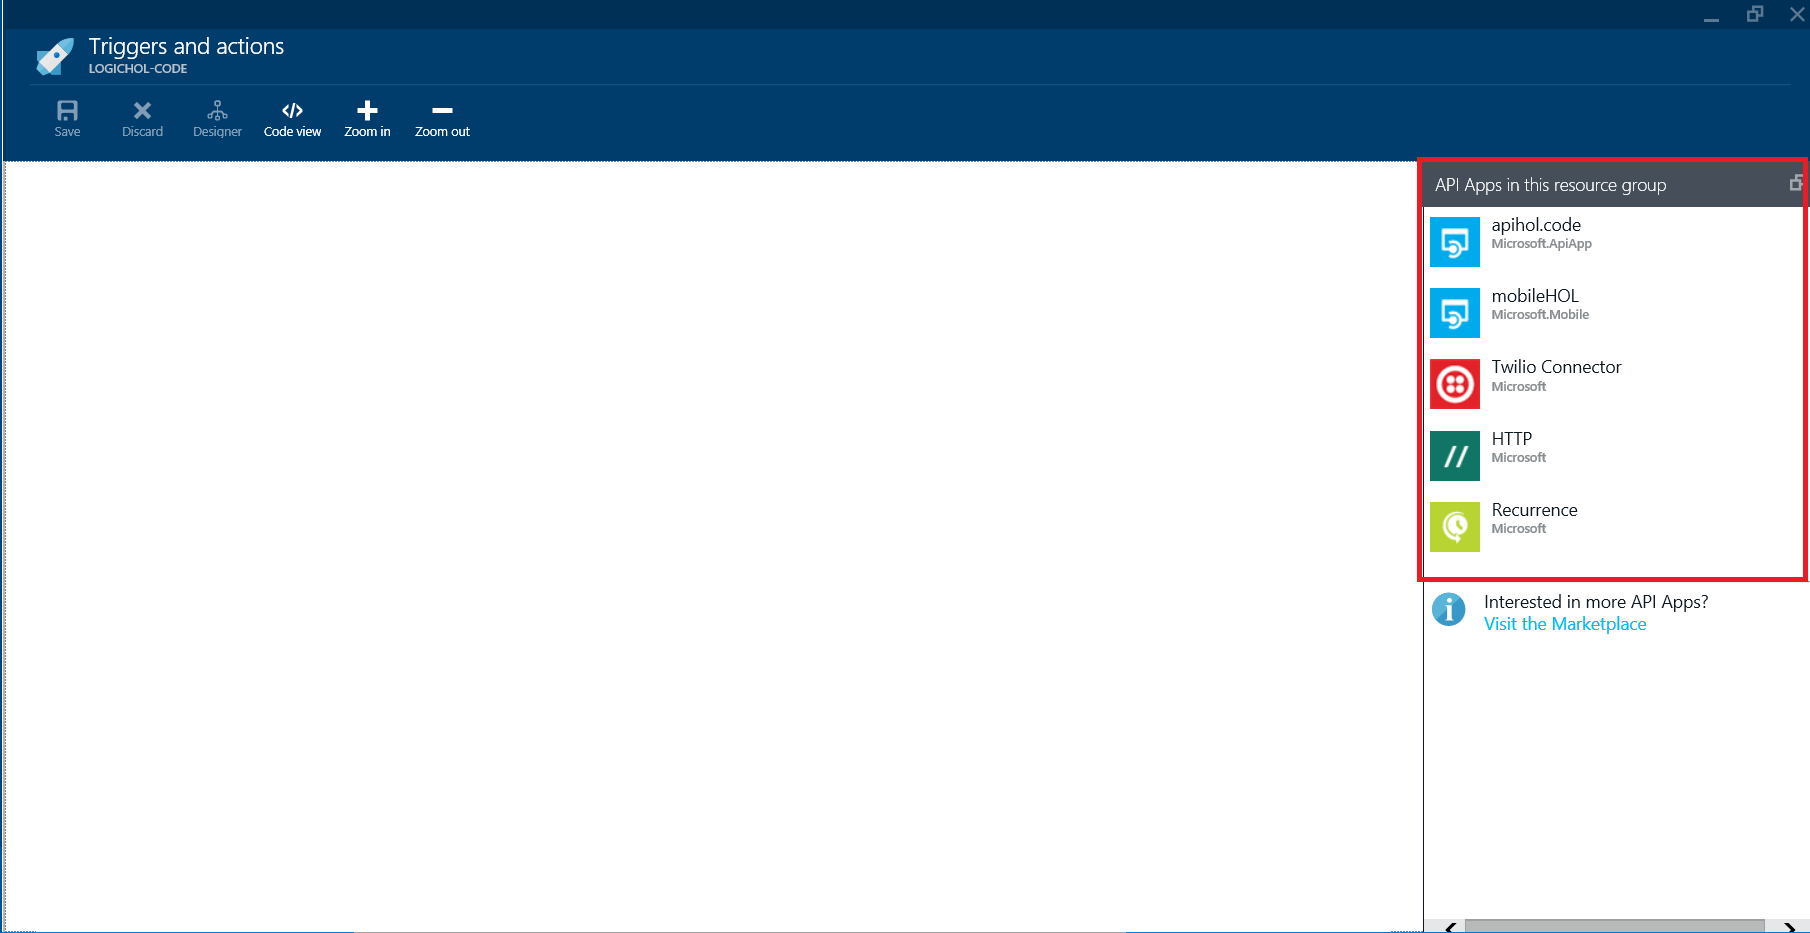 Triggers and actions
LOGICHOL-CODE
Save
Discard
Designer
Code view
Zoom in
Zoom out
API Apps in this resource group
apihol.code
Microsoft.ApiApp
mobileHOL
Microsoft.Mobile
Twilio Connector
Microsoft
HTTP
Microsoft
Recurrence
Microsoft
Interested in more API Apps?
Visit the Marketplace